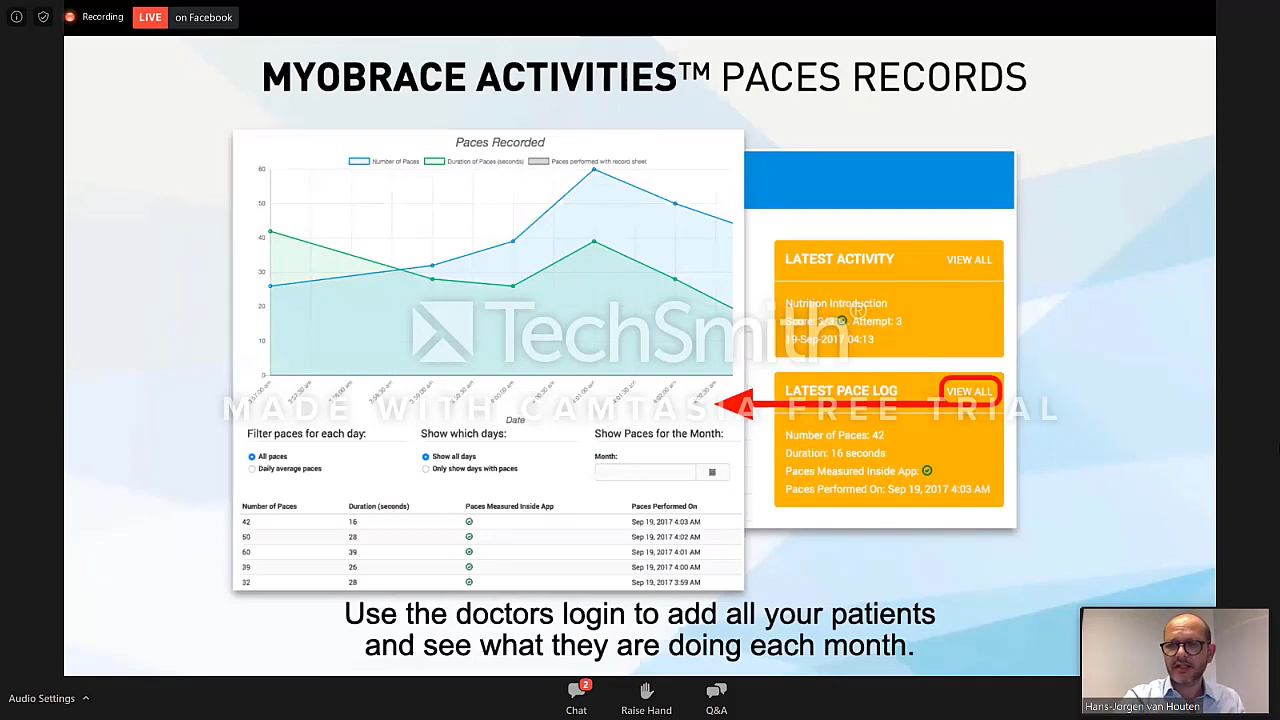 Recording
LIVE on Facebook
MYOBRACE ACTIVITIES™ PACES RECORDS
Paces Recorded
Number of Paces Duration of Paces (seconds) Paces performed with record sheet
60
50
40
30
20
10
0
Date
Filter paces for each day: Show which days: Show Paces for the Month:
All paces Show all days Month:
Daily average paces Only show days with paces
Number of Paces Duration (seconds) Paces Measured Inside App Paces Performed On
42 16 Sep 19, 2017 4:03 AM
50 28 Sep 19, 2017 4:02 AM
60 39 Sep 19, 2017 4:01 AM
39 26 Sep 19, 2017 4:00 AM
32 28 Sep 19, 2017 3:59 AM
LATEST ACTIVITY VIEW ALL
Nutrition Introduction
Score: 3/3 Attempt: 3
19-Sep-2017 04:13
LATEST PACE LOG VIEW ALL
Number of Paces: 42
Duration: 16 seconds
Paces Measured Inside App:
Paces Performed On: Sep 19, 2017 4:03 AM
TechSmith®
MADE WITH CAMTASIA FREE TRIAL
Use the doctors login to add all your patients
and see what they are doing each month.
Hans-Jorgen van Houten
Audio Settings
2
Chat Raise Hand Q&A